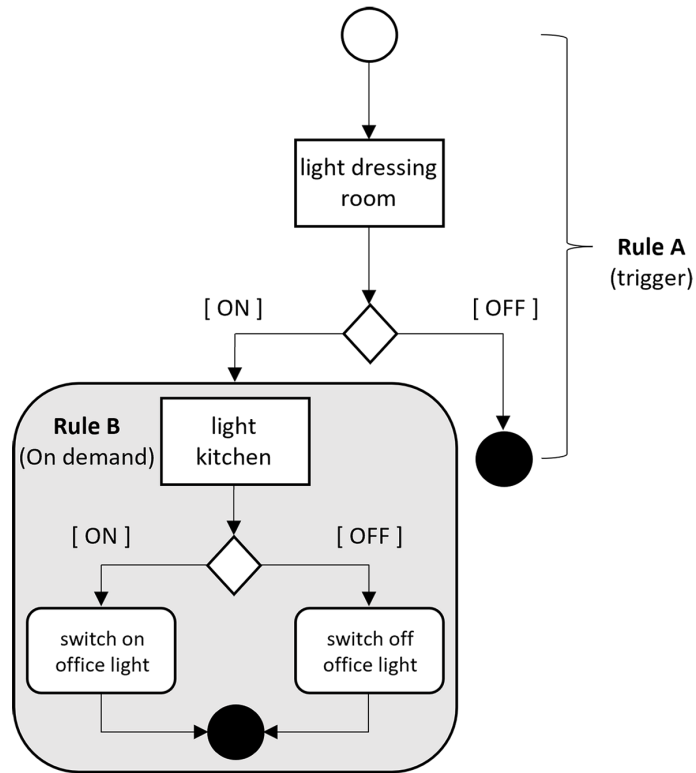 light dressing
room
Rule A
(trigger)
[ ON ]
[ OFF ]
Rule B
(On demand)
light
kitchen
[ ON ]
[ OFF ]
switch on
office light
switch off
office light